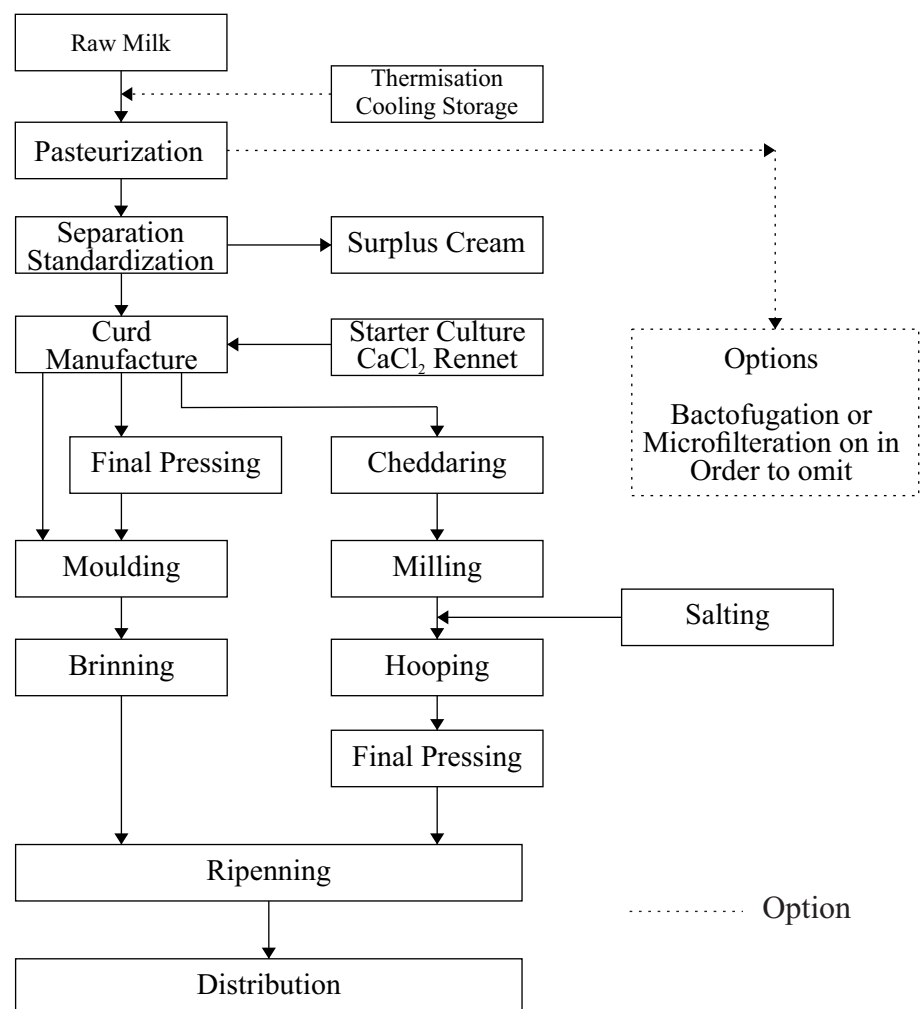 Raw Milk
Thermisation
Cooling Storage
Pasteurization
Separation
Standardization
Surplus Cream
Curd
Manufacture
Starter Culture
CaCl₂ Rennet
Options
Bactofugation or
Microfilteration on in
Order to omit
Final Pressing
Cheddaring
Moulding
Milling
Salting
Brinning
Hooping
Final Pressing
Ripenning
Option
Distribution